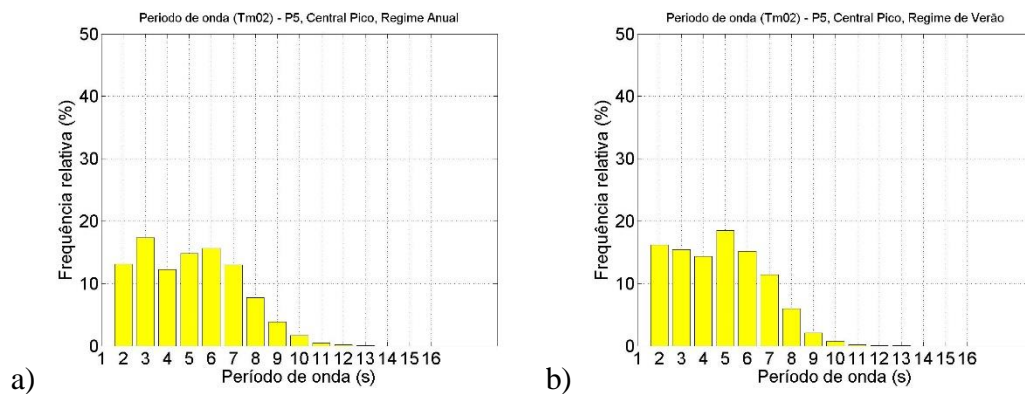 Periodo de onda (Tm02) - P5, Central Pico, Regime Anual
50
40
30
20
10
0
Frequência relativa (%)
1 2 3 4 5 6 7 8 9 10 11 12 13 14 15 16
Período de onda (s)
a)
Periodo de onda (Tm02) - P5, Central Pico, Regime de Verão
50
40
30
20
10
0
Frequência relativa (%)
1 2 3 4 5 6 7 8 9 10 11 12 13 14 15 16
Período de onda (s)
b)